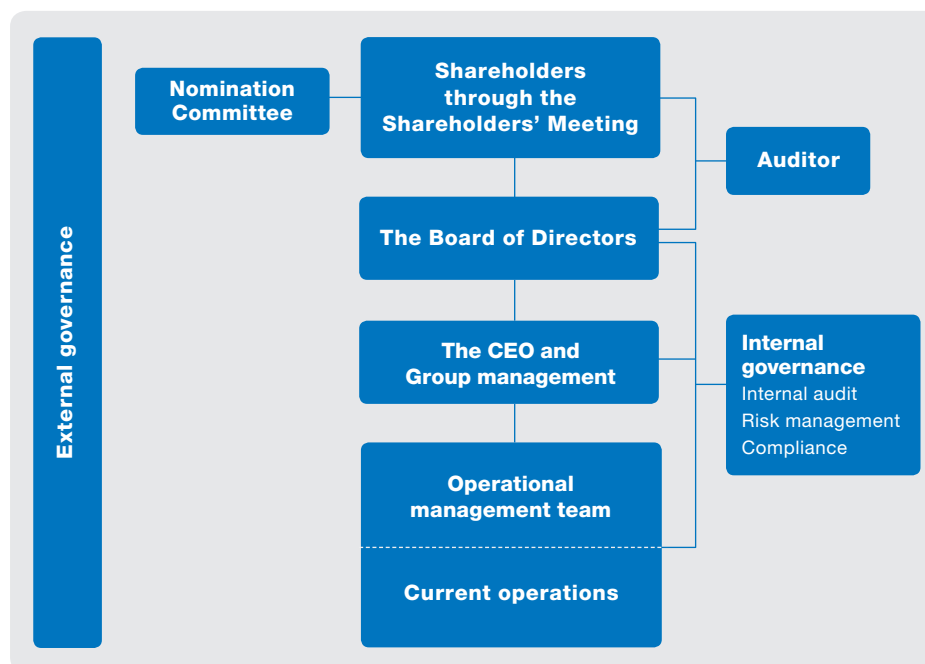 External governance
Nomination
Committee
Shareholders
through the
Shareholders’ Meeting
Auditor
The Board of Directors
The CEO and
Group management
Internal
governance
Internal audit
Risk management
Compliance
Operational
management team
Current operations